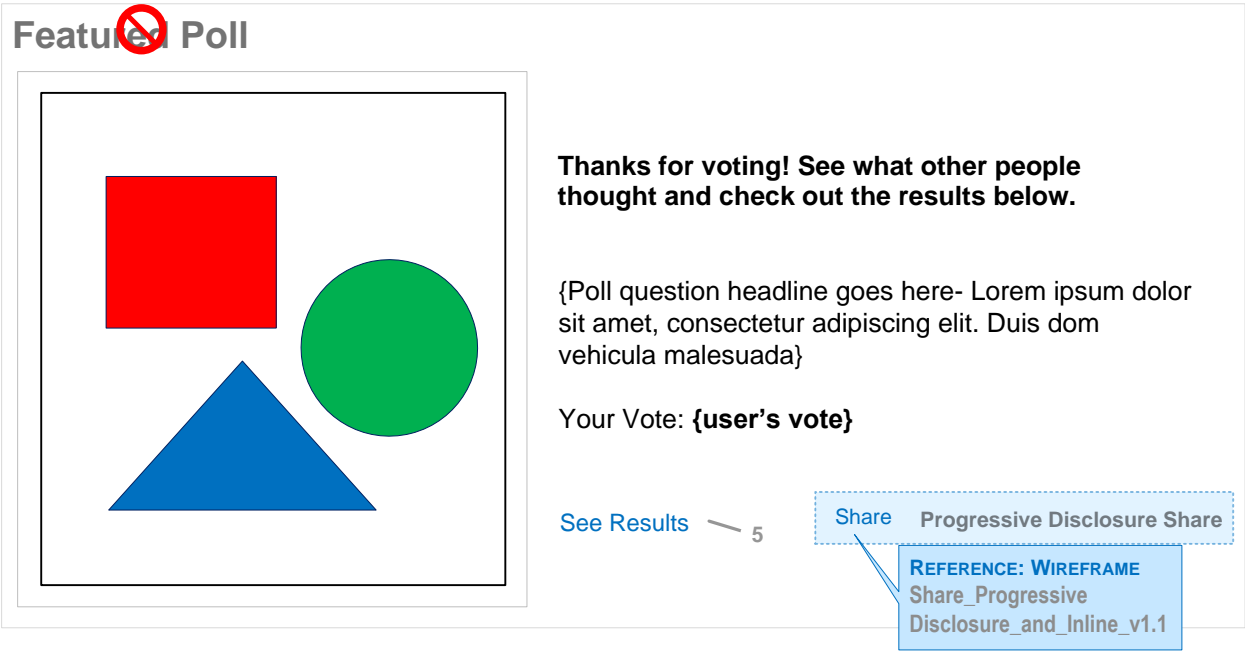 Featured Poll
Thanks for voting! See what other people
thought and check out the results below.
{Poll question headline goes here- Lorem ipsum dolor
sit amet, consectetur adipiscing elit. Duis dom
vehicula malesuada}
Your Vote: {user’s vote}
See Results 5
Share Progressive Disclosure Share
REFERENCE: WIREFRAME
Share_Progressive
Disclosure_and_Inline_v1.1